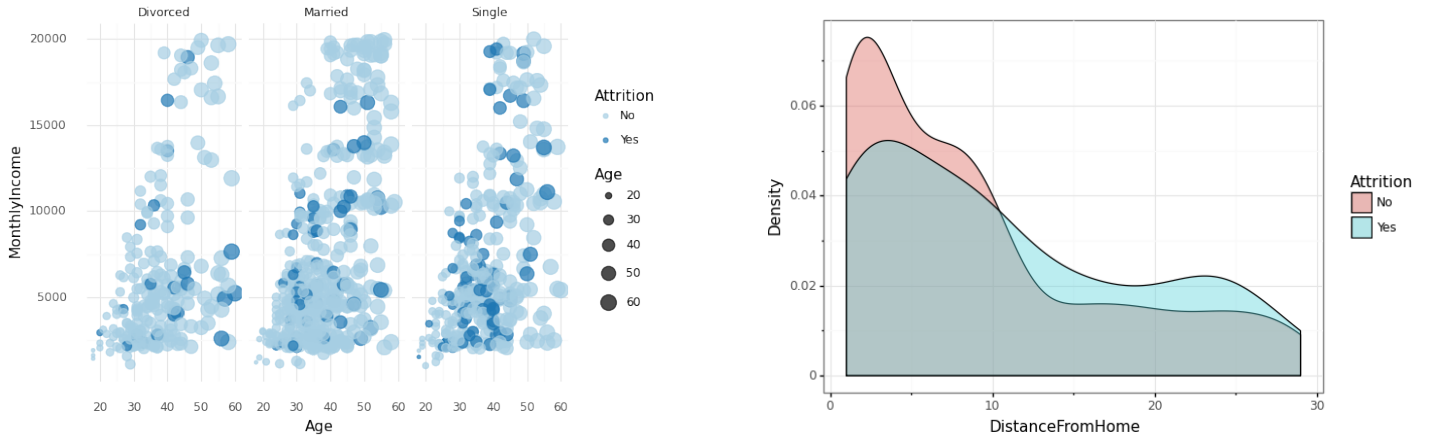 Divorced Married Single
MonthlyIncome
20000
15000
10000
5000
20 30 40 50 60 20 30 40 50 60 20 30 40 50 60
Age
Attrition
No
Yes
Age
20
30
40
50
60
Density
0.06
0.04
0.02
0
0 10 20 30
DistanceFromHome
Attrition
No
Yes